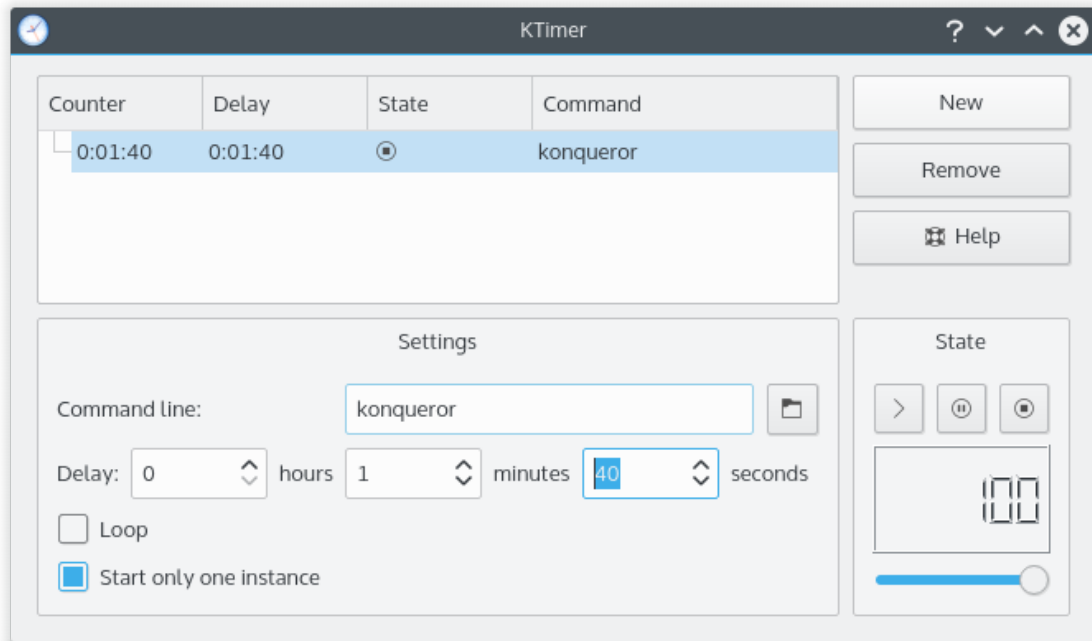 KTimer
Counter Delay State Command
0:01:40 0:01:40 konqueror
New
Remove
Help
Settings
Command line: konqueror
Delay: 0 hours 1 minutes 40 seconds
Loop
Start only one instance
State
100